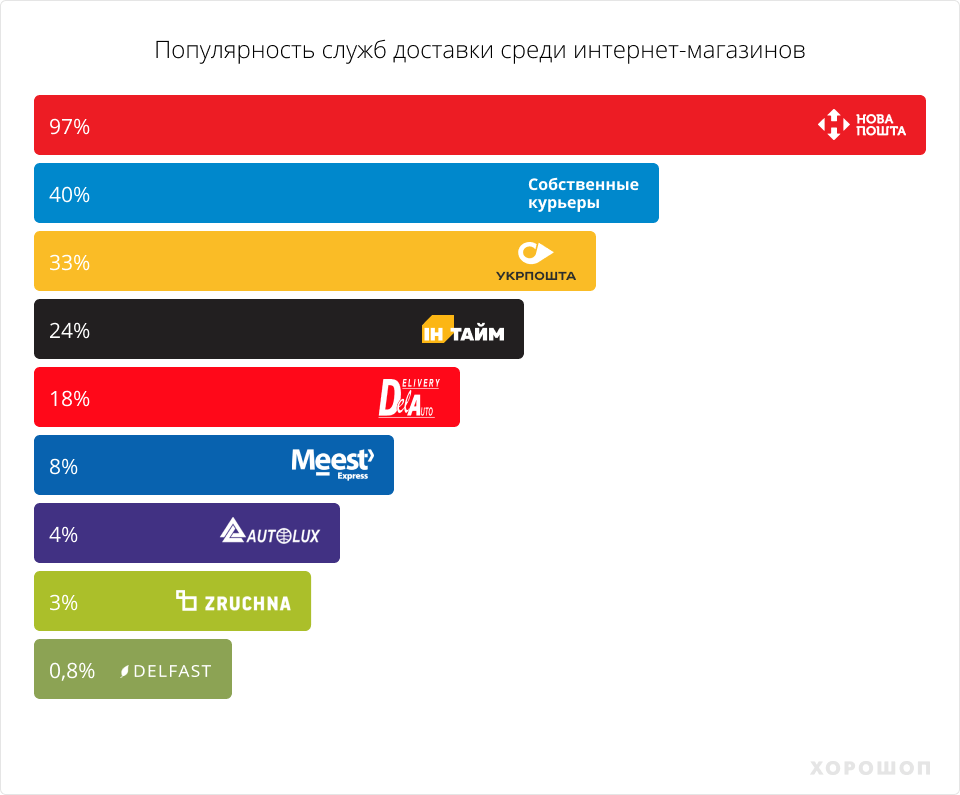 Популярность служб доставки среди интернет-магазинов
97%
НОВА
ПОШТА
40%
Собственные
курьеры
33%
УКРПОШТА
24%
ІН ТАЙМ
18%
DELIVERY
DelAuto
8%
Meest
Express
4%
AUTOLUX
3%
ZRUCHNA
0,8%
DELFAST
ХОРОШОП